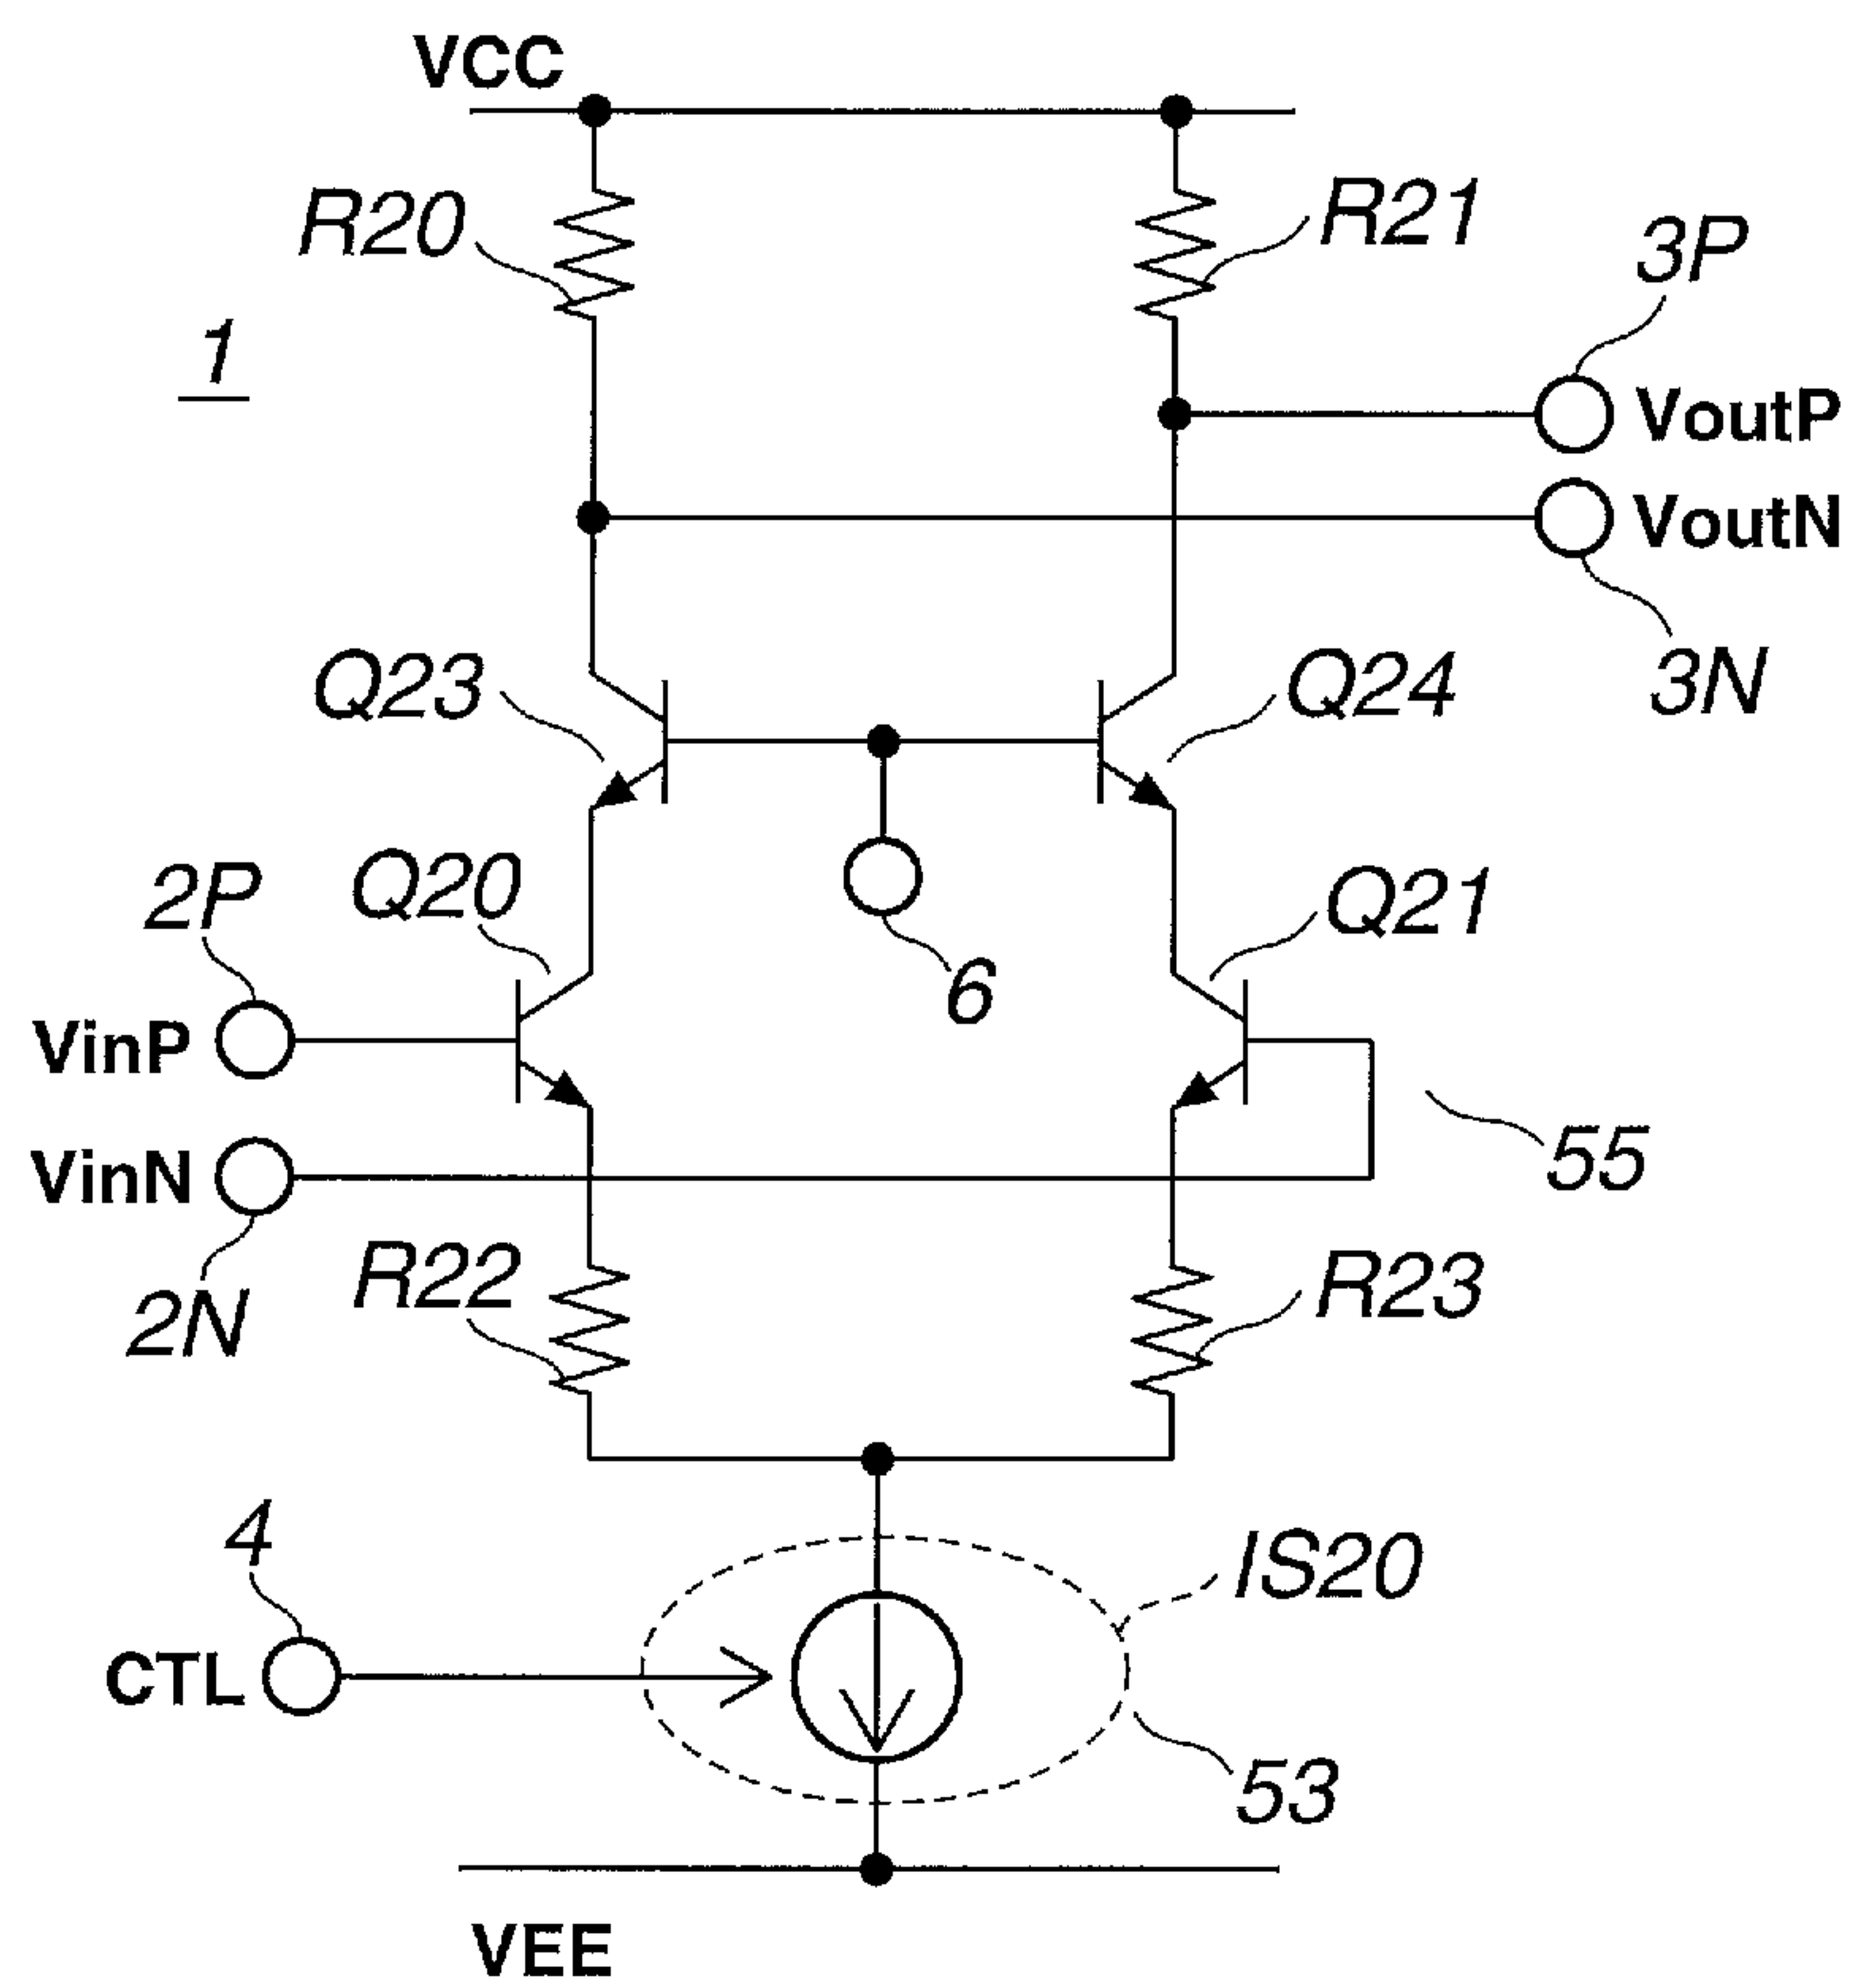 VCC
R20
R21
3P
1
VoutP
VoutN
Q23
Q24
3N
2P
Q20
Q21
6
VinP
VinN
55
2N
R22
R23
4
IS20
CTL
53
VEE